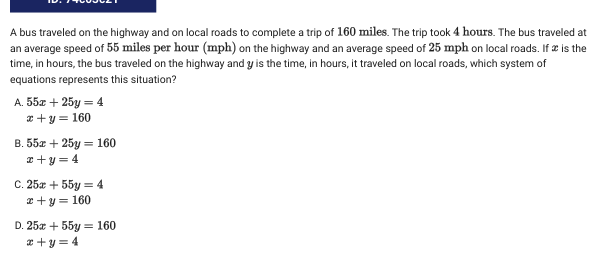 A bus traveled on the highway and on local roads to complete a trip of 160 miles. The trip took 4 hours. The bus traveled at
an average speed of 55 miles per hour (mph) on the highway and an average speed of 25 mph on local roads. If x is the
time, in hours, the bus traveled on the highway and y is the time, in hours, it traveled on local roads, which system of
equations represents this situation?
A. 55x + 25y = 4
x + y = 160
B. 55x + 25y = 160
x + y = 4
C. 25x + 55y = 4
x + y = 160
D. 25x + 55y = 160
x + y = 4